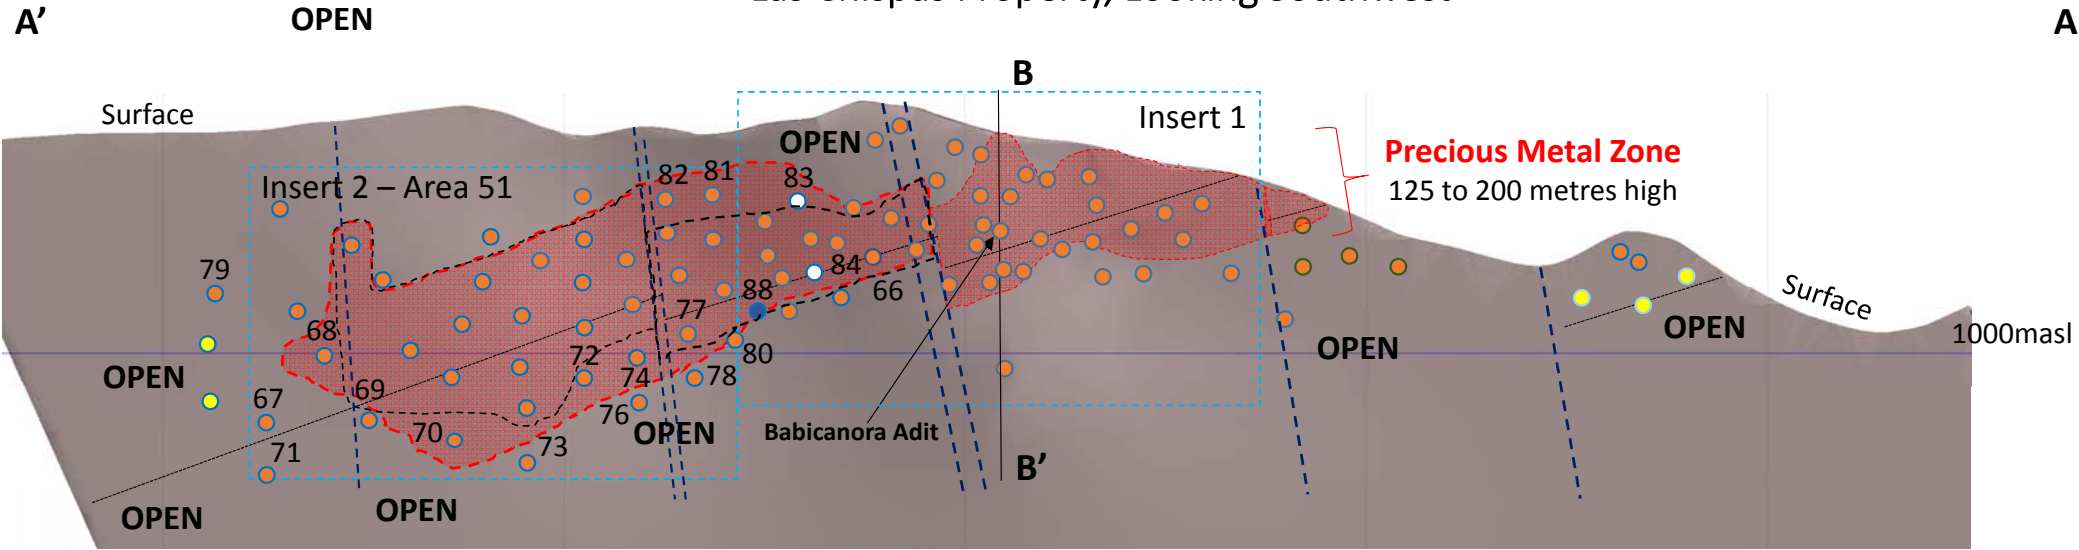 A'
OPEN
A
B
Surface
Insert 1
OPEN
Precious Metal Zone
125 to 200 metres high
82
81
83
Insert 2 – Area 51
79
84
88
66
77
Surface
68
OPEN
OPEN
1000masl
80
72
74
78
OPEN
69
67
76
70
OPEN
Babicanora Adit
73
71
B'
OPEN
OPEN